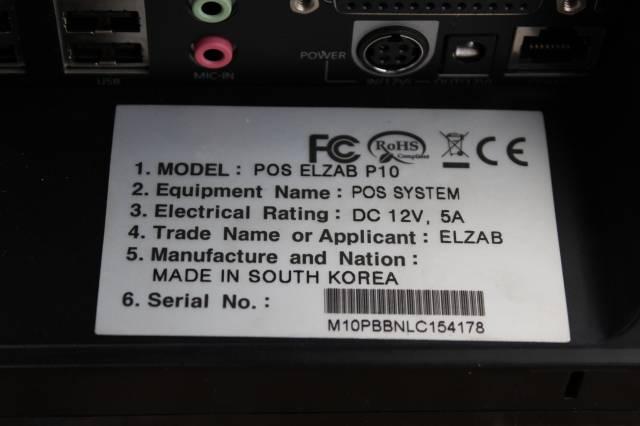 POWER
USB
MIC-IN
FC RoHS CE
Compliant
1. MODEL : POS ELZAB P10
2. Equipment Name : POS SYSTEM
3. Electrical Rating : DC 12V, 5A
4. Trade Name or Applicant : ELZAB
5. Manufacture and Nation :
MADE IN SOUTH KOREA
6. Serial No. :
M10PBBNLC154178